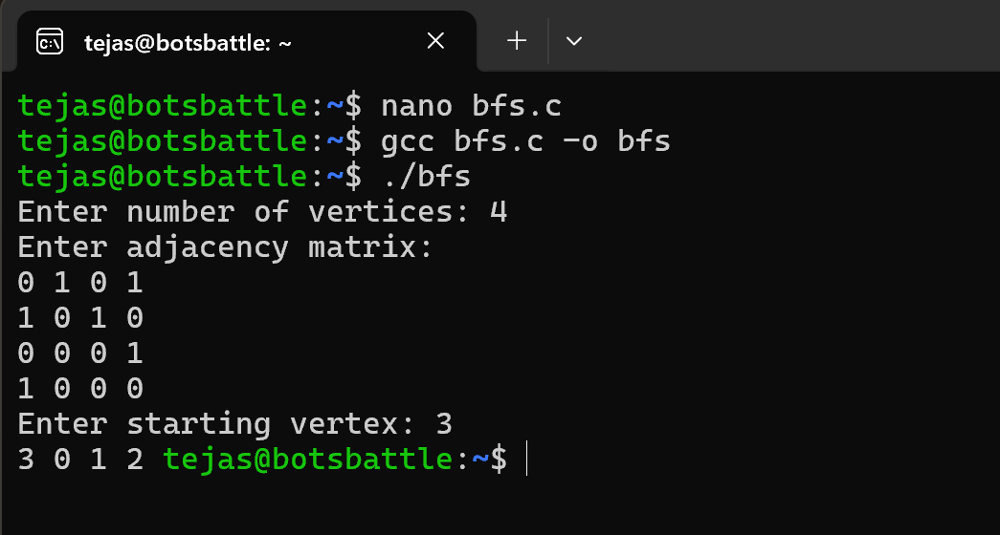 tejas@botsbattle: ~
tejas@botsbattle:~$ nano bfs.c
tejas@botsbattle:~$ gcc bfs.c -o bfs
tejas@botsbattle:~$ ./bfs
Enter number of vertices: 4
Enter adjacency matrix:
0 1 0 1
1 0 1 0
0 0 0 1
1 0 0 0
Enter starting vertex: 3
3 0 1 2 tejas@botsbattle:~$